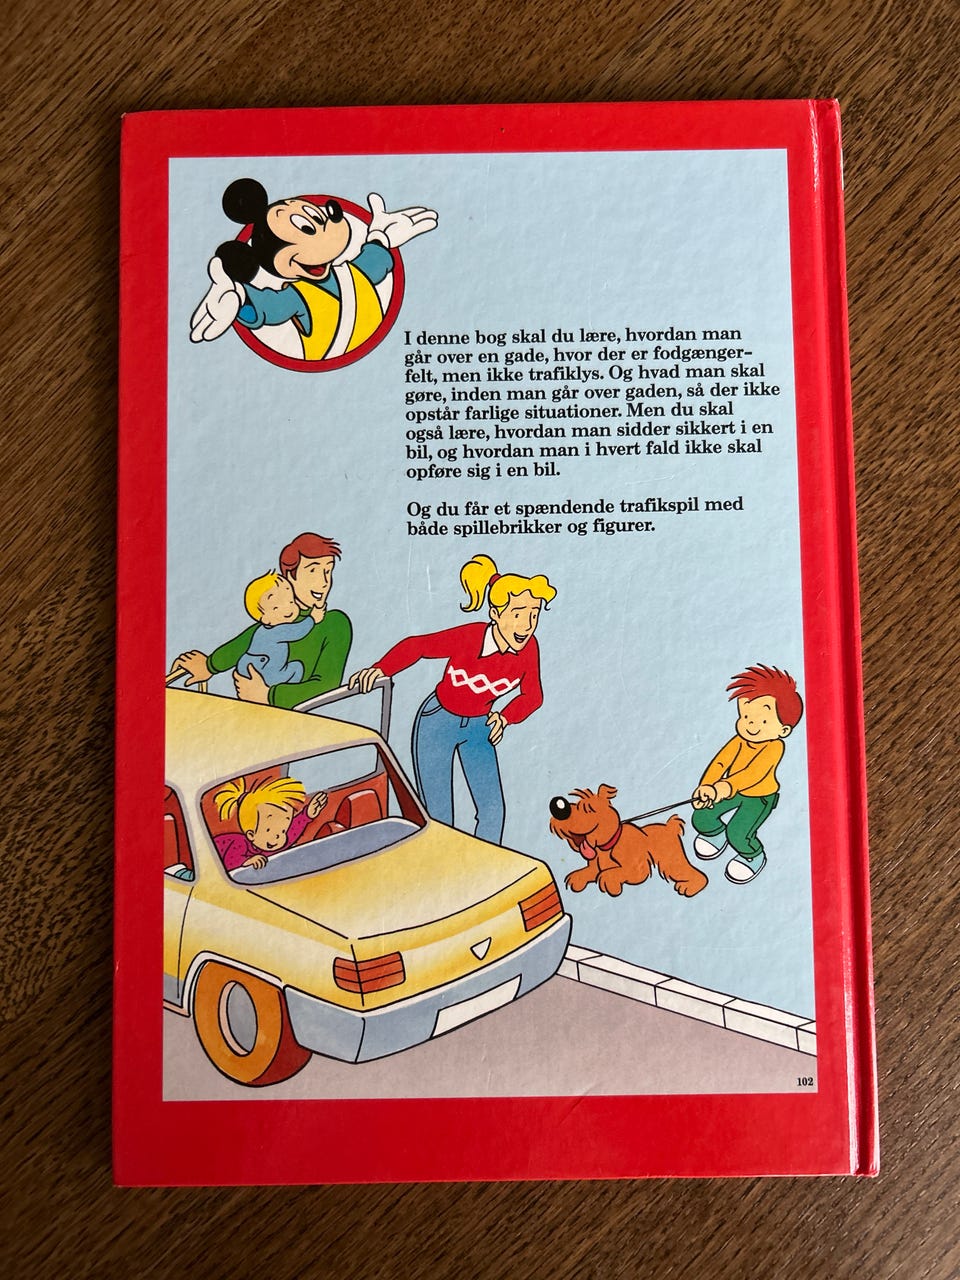 I denne bog skal du lære, hvordan man
går over en gade, hvor der er fodgænger-
felt, men ikke trafiklys. Og hvad man skal
gøre, inden man går over gaden, så der ikke
opstår farlige situationer. Men du skal
også lære, hvordan man sidder sikkert i en
bil, og hvordan man i hvert fald ikke skal
opføre sig i en bil.
Og du får et spændende trafikspil med
både spillebrikker og figurer.
102